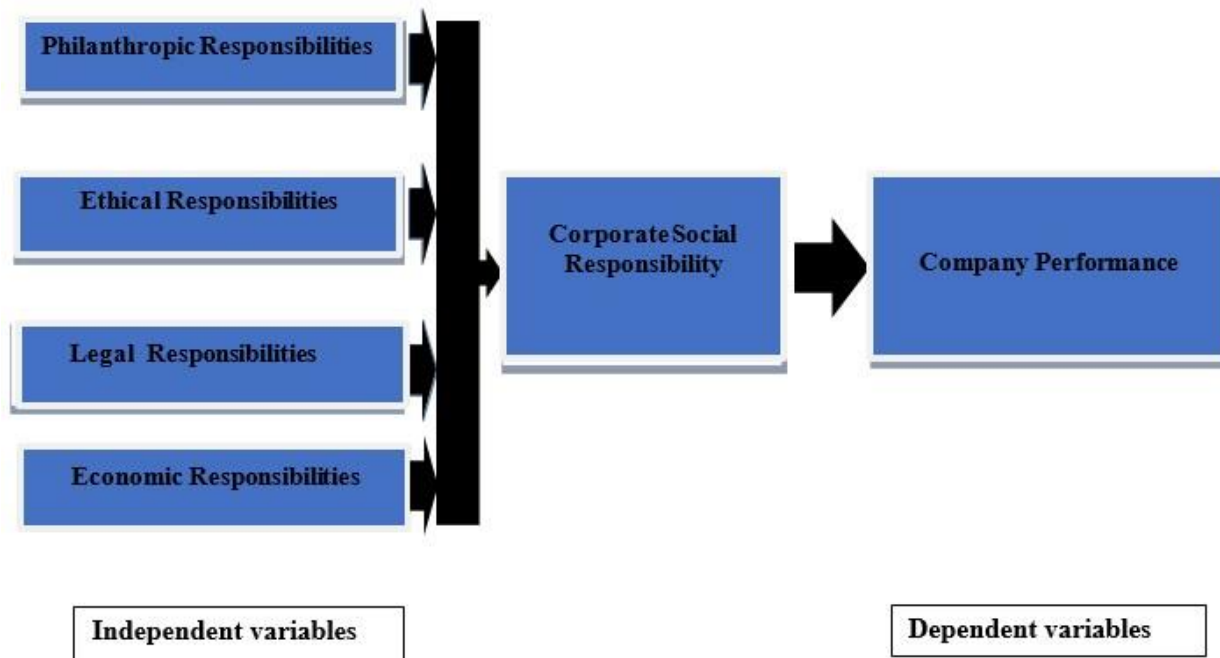 Philanthropic Responsibilities
Ethical Responsibilities
Legal Responsibilities
Economic Responsibilities
Corporate Social
Responsibility
Company Performance
Independent variables
Dependent variables